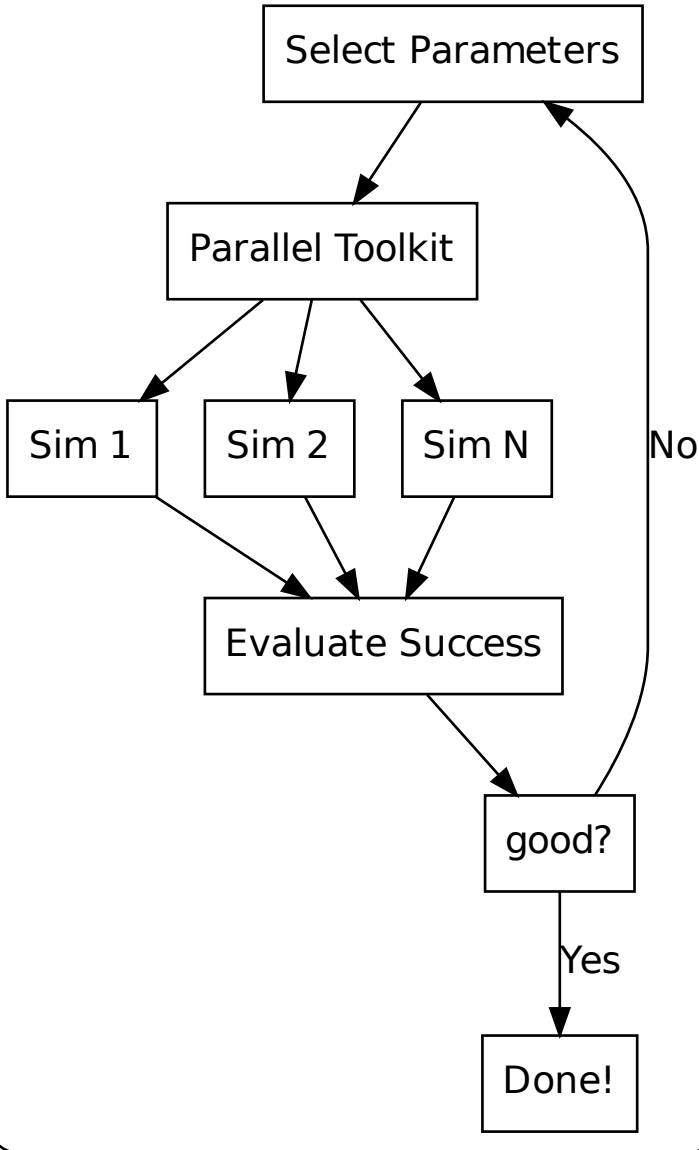 Select Parameters
Parallel Toolkit
Sim 1
Sim 2
Sim N
No
Evaluate Success
good?
Yes
Done!